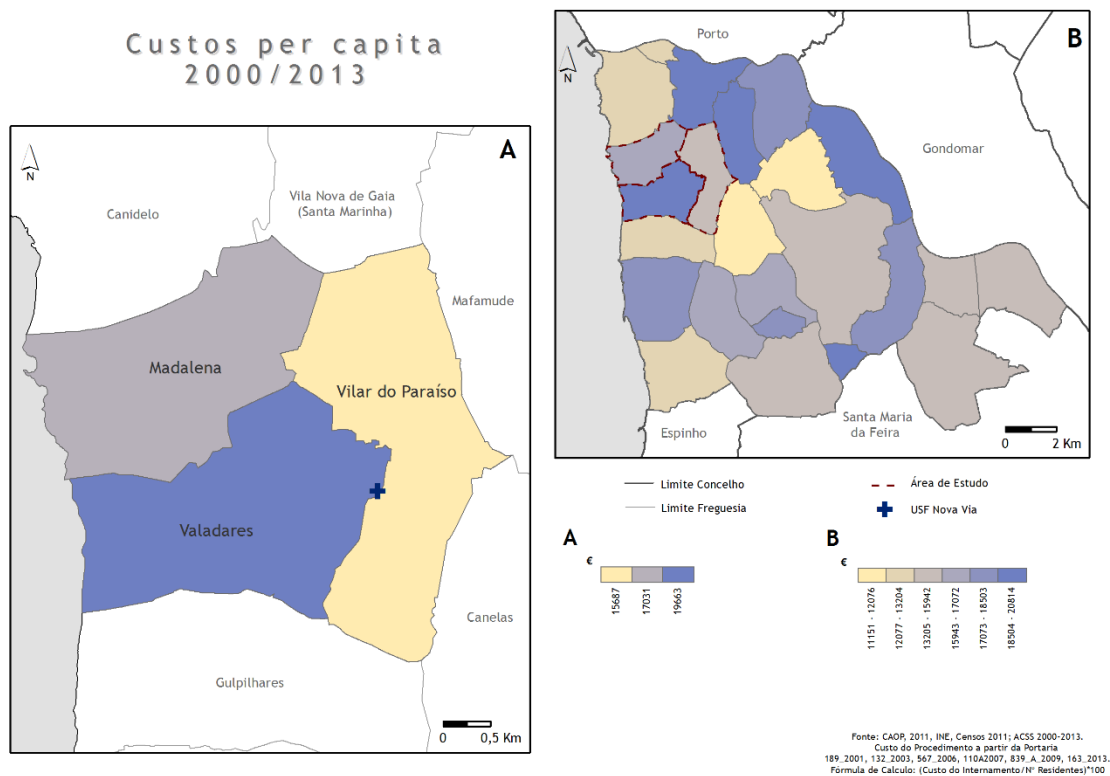 Custos per capita
2000/2013
A
N
Canidelo
Vila Nova de Gaia
(Santa Marinha)
Mafamude
Madalena
Vilar do Paraíso
Valadares
Canelas
Gulpilhares
0 0,5 Km
B
N
Porto
Gondomar
Santa Maria
da Feira
Espinho
0 2 Km
Limite Concelho
Limite Freguesia
Área de Estudo
USF Nova Via
A
€
15687
17031
19663
B
€
11151 - 12076
12077 - 13204
13205 - 15942
15943 - 17072
17073 - 18503
18504 - 20814
Fonte: CAOP, 2011, INE, Censos 2011; ACSS 2000-2013.
Custo do Procedimento a partir da Portaria
189_2001, 132_2003, 567_2006, 110A2007, 839_A_2009, 163_2013.
Fórmula de Calculo: (Custo do Internamento/Nº Residentes)*100